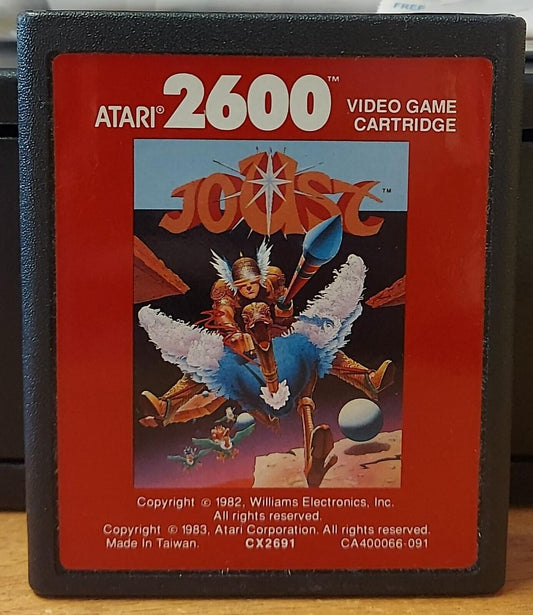 FREE
ATARI® 2600™ VIDEO GAME
CARTRIDGE
JOUST™
Copyright © 1982, Williams Electronics, Inc.
All rights reserved.
Copyright © 1983, Atari Corporation. All rights reserved.
Made In Taiwan. CX2691 CA400066-091